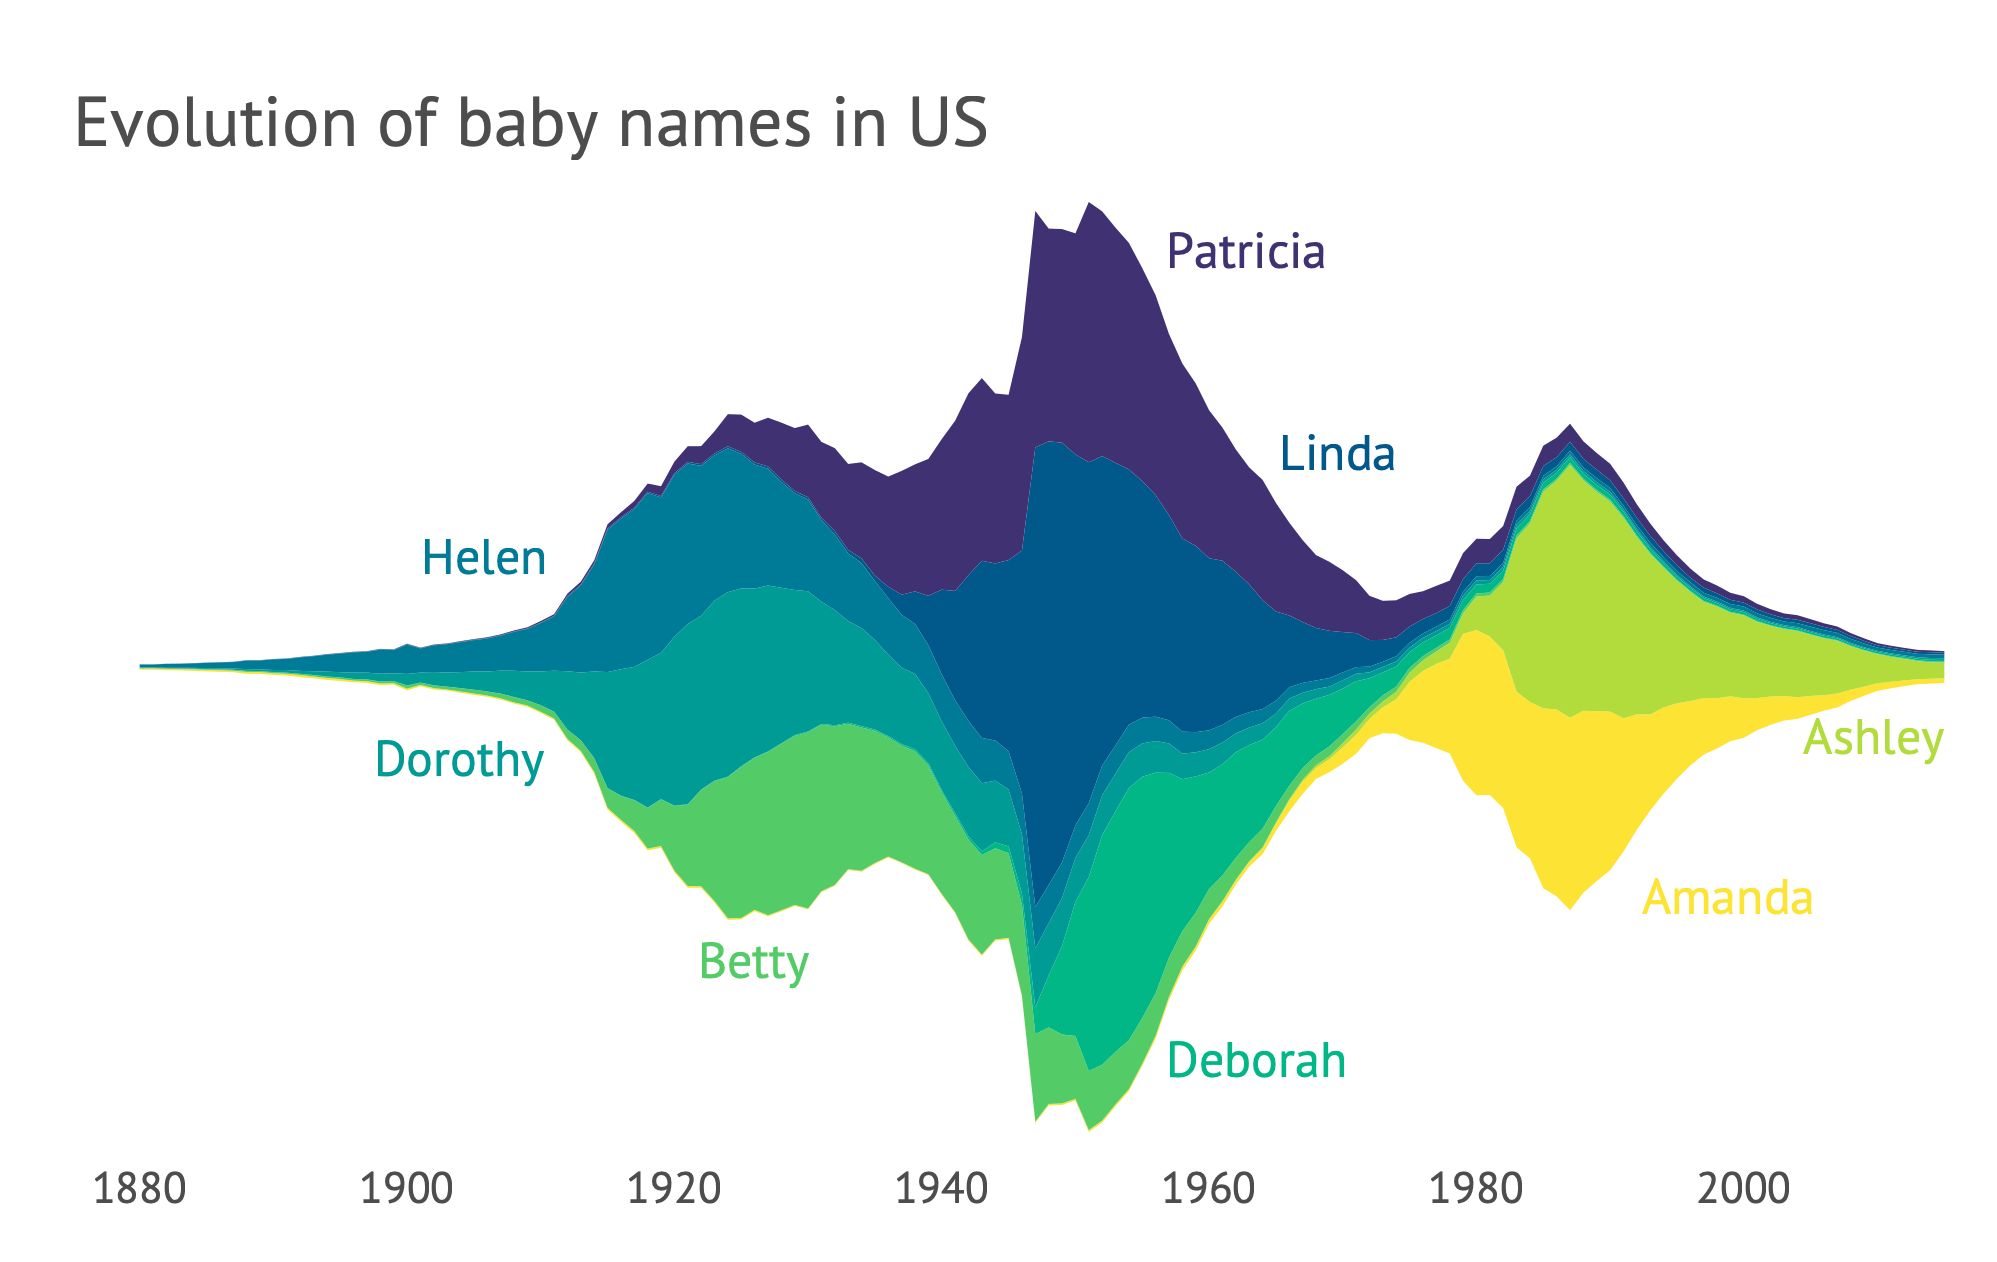 Evolution of baby names in US
Patricia
Linda
Helen
Dorothy
Ashley
Amanda
Betty
Deborah
1880 1900 1920 1940 1960 1980 2000